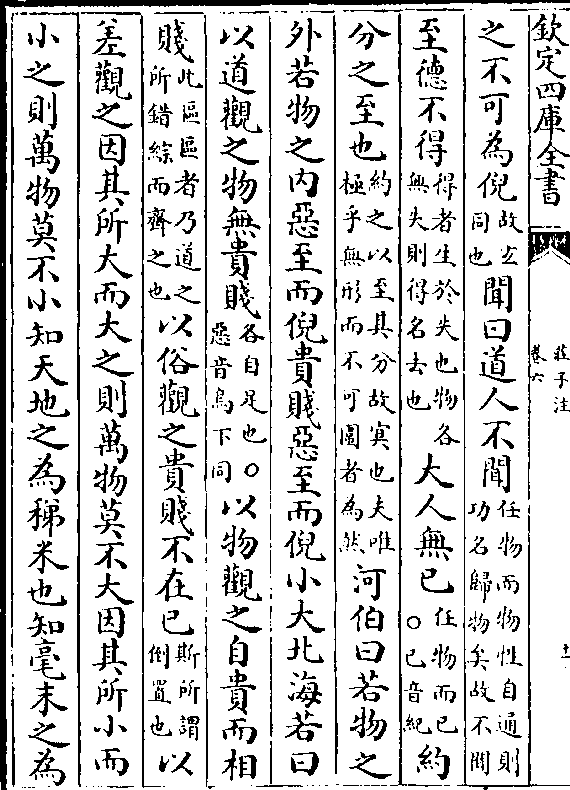 欽定四庫全書
莊子注
卷六
十一
之不可為倪故玄同也聞曰道人不聞任物而物性自通則功名歸物矣故不聞
至德不得得者生於失也物各無失則得名去也大人無已任物而已○已音紀約
分之至也約之以至其分故冥也夫唯極乎無形而不可圖者為然河伯曰若物之
外若物之内惡至而倪貴賤惡至而倪小大北海若曰
以道觀之物無貴賤各自足也○惡音烏下同以物觀之自貴而相
賤此區區者乃道之所錯綜而齊之也以俗觀之貴賤不在已斯所謂倒置也以
差觀之因其所大而大之則萬物莫不大因其所小而
小之則萬物莫不小知天地之為稊米也知毫末之為